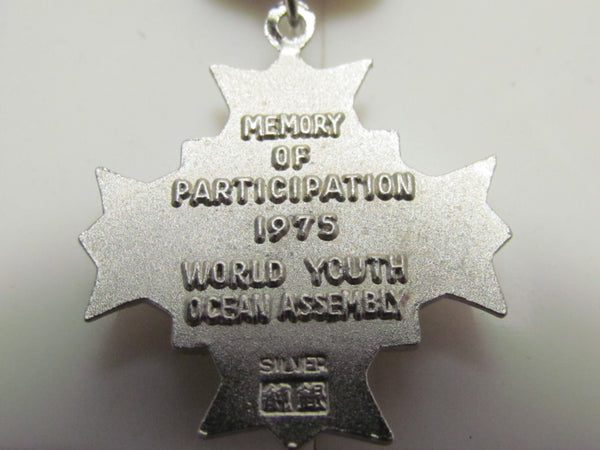 MEMORY
OF
PARTICIPATION
1975
WORLD YOUTH
OCEAN ASSEMBLY
SILVER
純銀